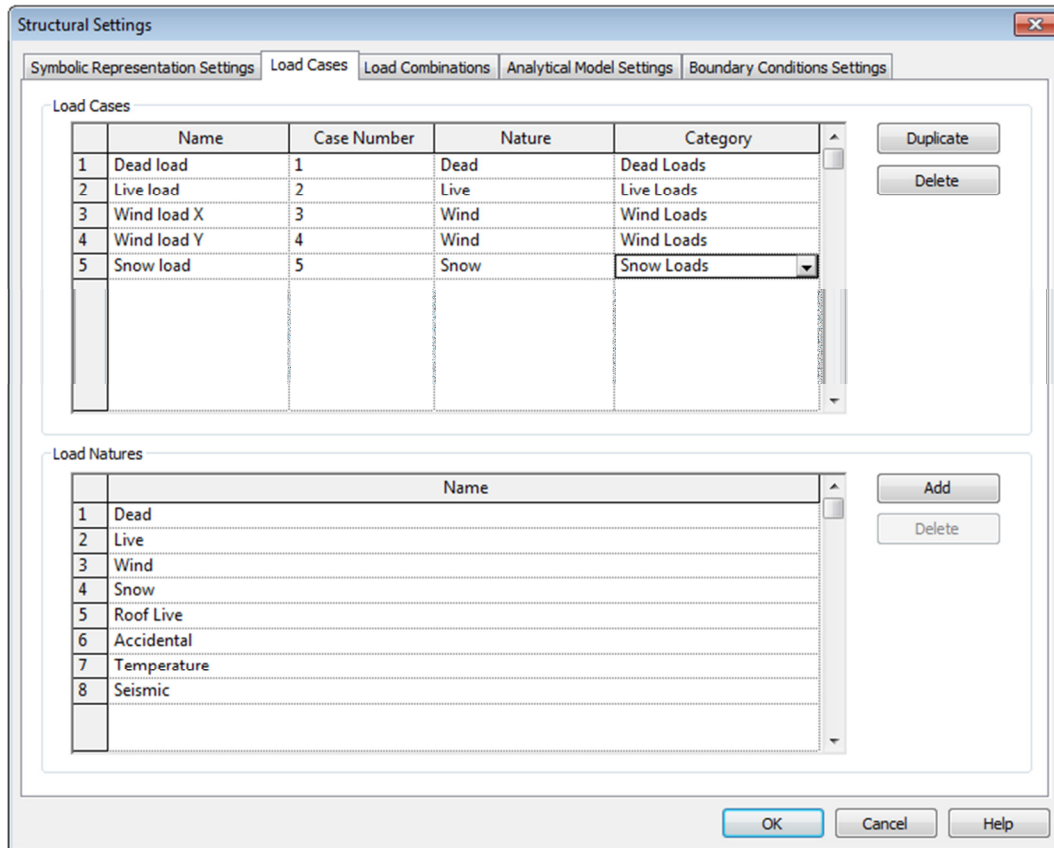 Structural Settings
Symbolic Representation Settings Load Cases Load Combinations Analytical Model Settings Boundary Conditions Settings
Load Cases
Name Case Number Nature Category Duplicate
1 Dead load 1 Dead Dead Loads
2 Live load 2 Live Live Loads Delete
3 Wind load X 3 Wind Wind Loads
4 Wind load Y 4 Wind Wind Loads
5 Snow load 5 Snow Snow Loads
Load Natures
Name Add
1 Dead
2 Live Delete
3 Wind
4 Snow
5 Roof Live
6 Accidental
7 Temperature
8 Seismic
OK Cancel Help